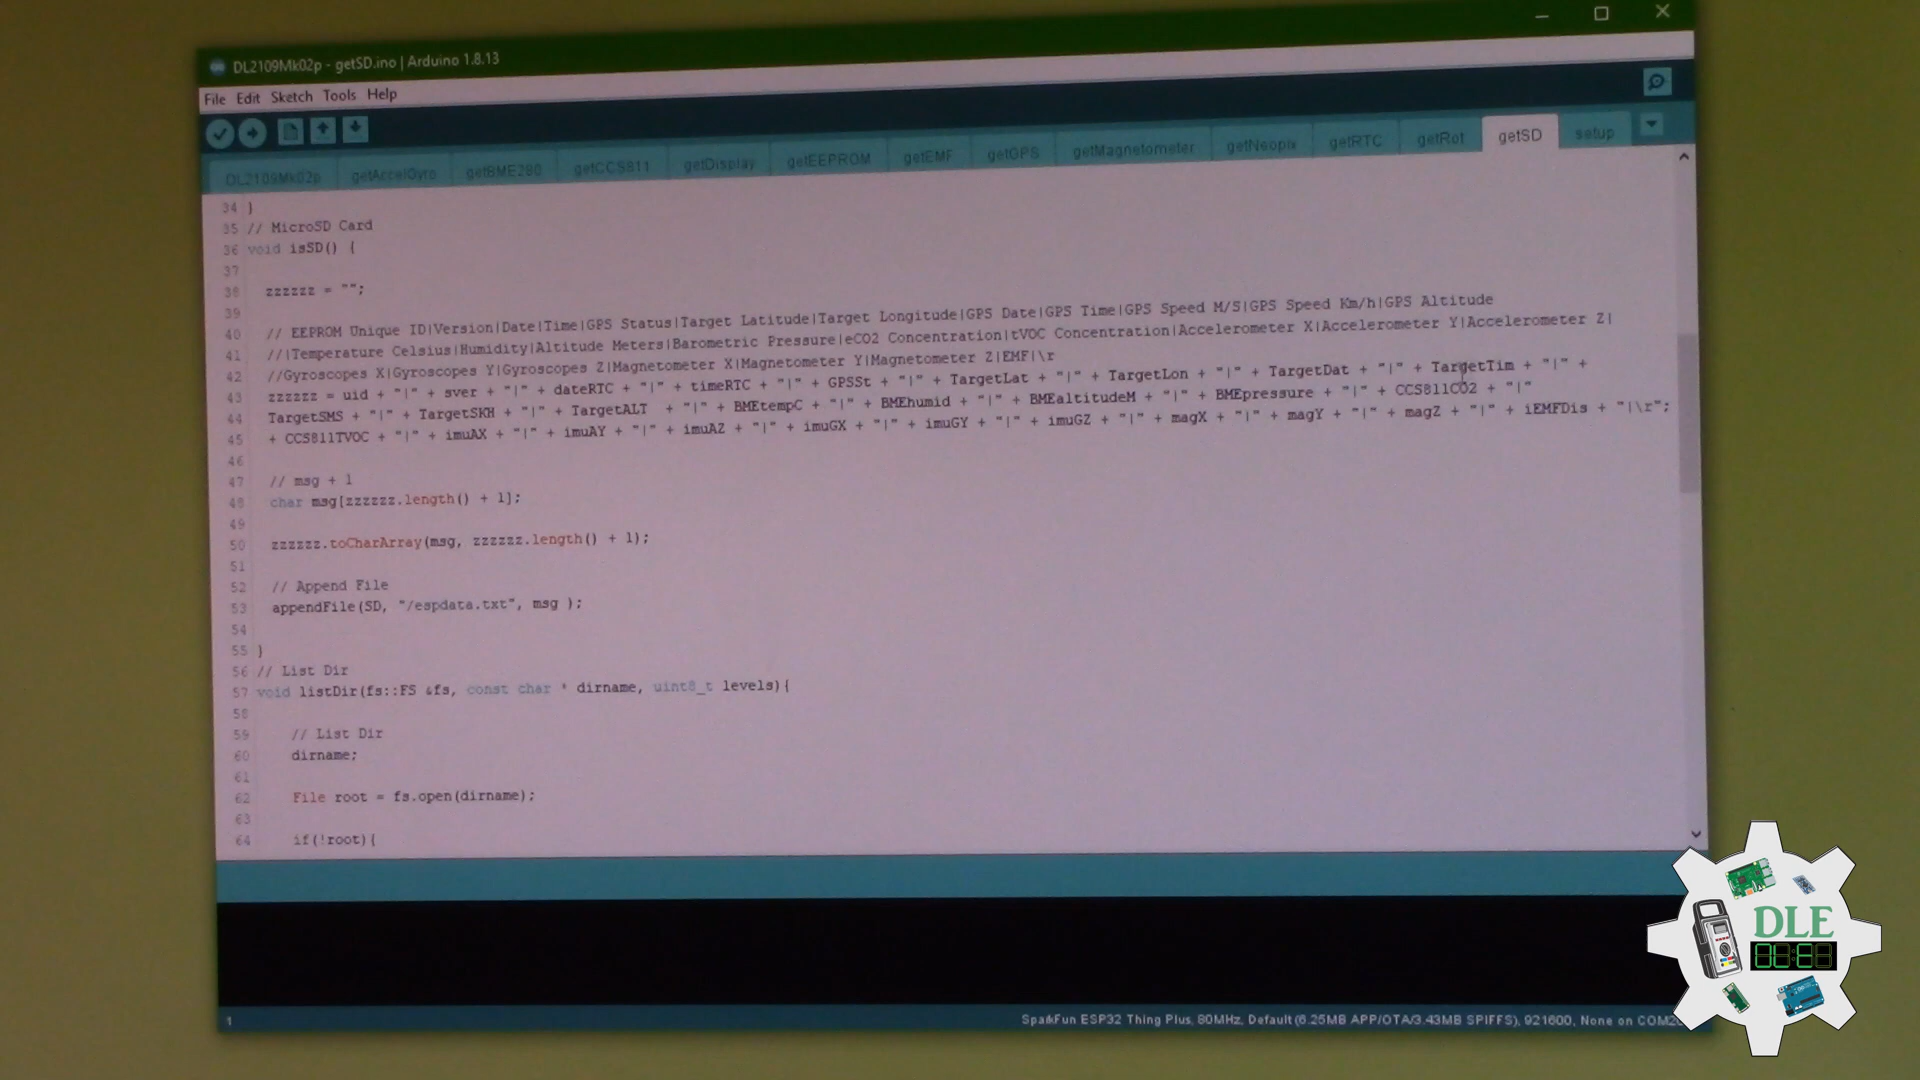 DL2109Mk02p - getSD.ino | Arduino 1.8.13
File Edit Sketch Tools Help
DL2109Mk02p getAccelGyro getBME280 getCCS811 getDisplay getEEPROM getEMF getGPS getMagnetometer getNeopix getRTC getRot getSD setup
34 }
35 // MicroSD Card
36 void isSD() {
37
38 zzzzzz = "";
39
40 // EEPROM Unique ID|Version|Date|Time|GPS Status|Target Latitude|Target Longitude|GPS Date|GPS Time|GPS Speed M/S|GPS Speed Km/h|GPS Altitude
41 //|Temperature Celsius|Humidity|Altitude Meters|Barometric Pressure|eCO2 Concentration|tVOC Concentration|Accelerometer X|Accelerometer Y|Accelerometer Z|
42 //Gyroscopes X|Gyroscopes Y|Gyroscopes Z|Magnetometer X|Magnetometer Y|Magnetometer Z|EMF|\r
43 zzzzzz = uid + "|" + sver + "|" + dateRTC + "|" + timeRTC + "|" + GPSSt + "|" + TargetLat + "|" + TargetLon + "|" + TargetDat + "|" + TargetTim + "|" +
44 TargetSMS + "|" + TargetSKH + "|" + TargetALT + "|" + BMEtempC + "|" + BMEhumid + "|" + BMEaltitudeM + "|" + BMEpressure + "|" + CCS811CO2 + "|"
45 + CCS811TVOC + "|" + imuAX + "|" + imuAY + "|" + imuAZ + "|" + imuGX + "|" + imuGY + "|" + imuGZ + "|" + magX + "|" + magY + "|" + magZ + "|" + iEMFDis + "|\r";
46
47 // msg + 1
48 char msg[zzzzzz.length() + 1];
49
50 zzzzzz.toCharArray(msg, zzzzzz.length() + 1);
51
52 // Append File
53 appendFile(SD, "/espdata.txt", msg );
54
55 }
56 // List Dir
57 void listDir(fs::FS &fs, const char * dirname, uint8_t levels){
58
59 // List Dir
60 dirname;
61
62 File root = fs.open(dirname);
63
64 if(!root){
1
SparkFun ESP32 Thing Plus, 80MHz, Default (6.25MB APP/OTA/3.43MB SPIFFS), 921600, None on
DLE